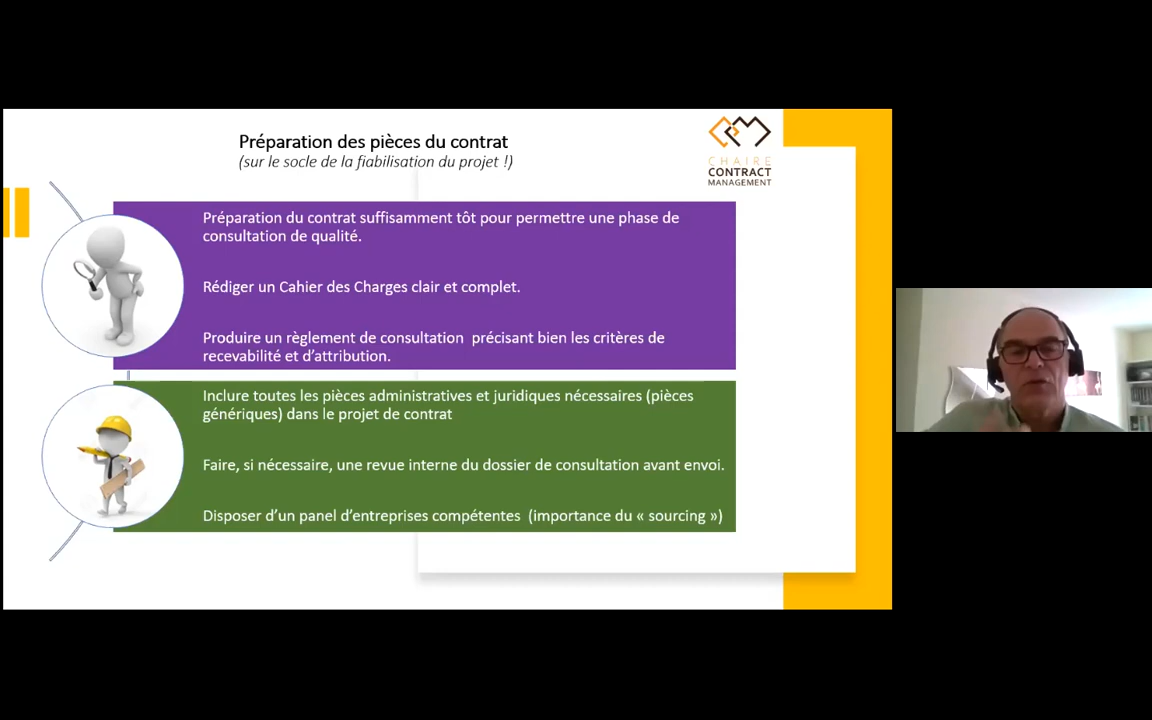 Préparation des pièces du contrat
(sur le socle de la fiabilisation du projet !)
CHAIRE
CONTRACT
MANAGEMENT
Préparation du contrat suffisamment tôt pour permettre une phase de
consultation de qualité.
Rédiger un Cahier des Charges clair et complet.
Produire un règlement de consultation  précisant bien les critères de
recevabilité et d’attribution.
Inclure toutes les pièces administratives et juridiques nécessaires (pièces
génériques) dans le projet de contrat
Faire, si nécessaire, une revue interne du dossier de consultation avant envoi.
Disposer d’un panel d’entreprises compétentes  (importance du « sourcing »)